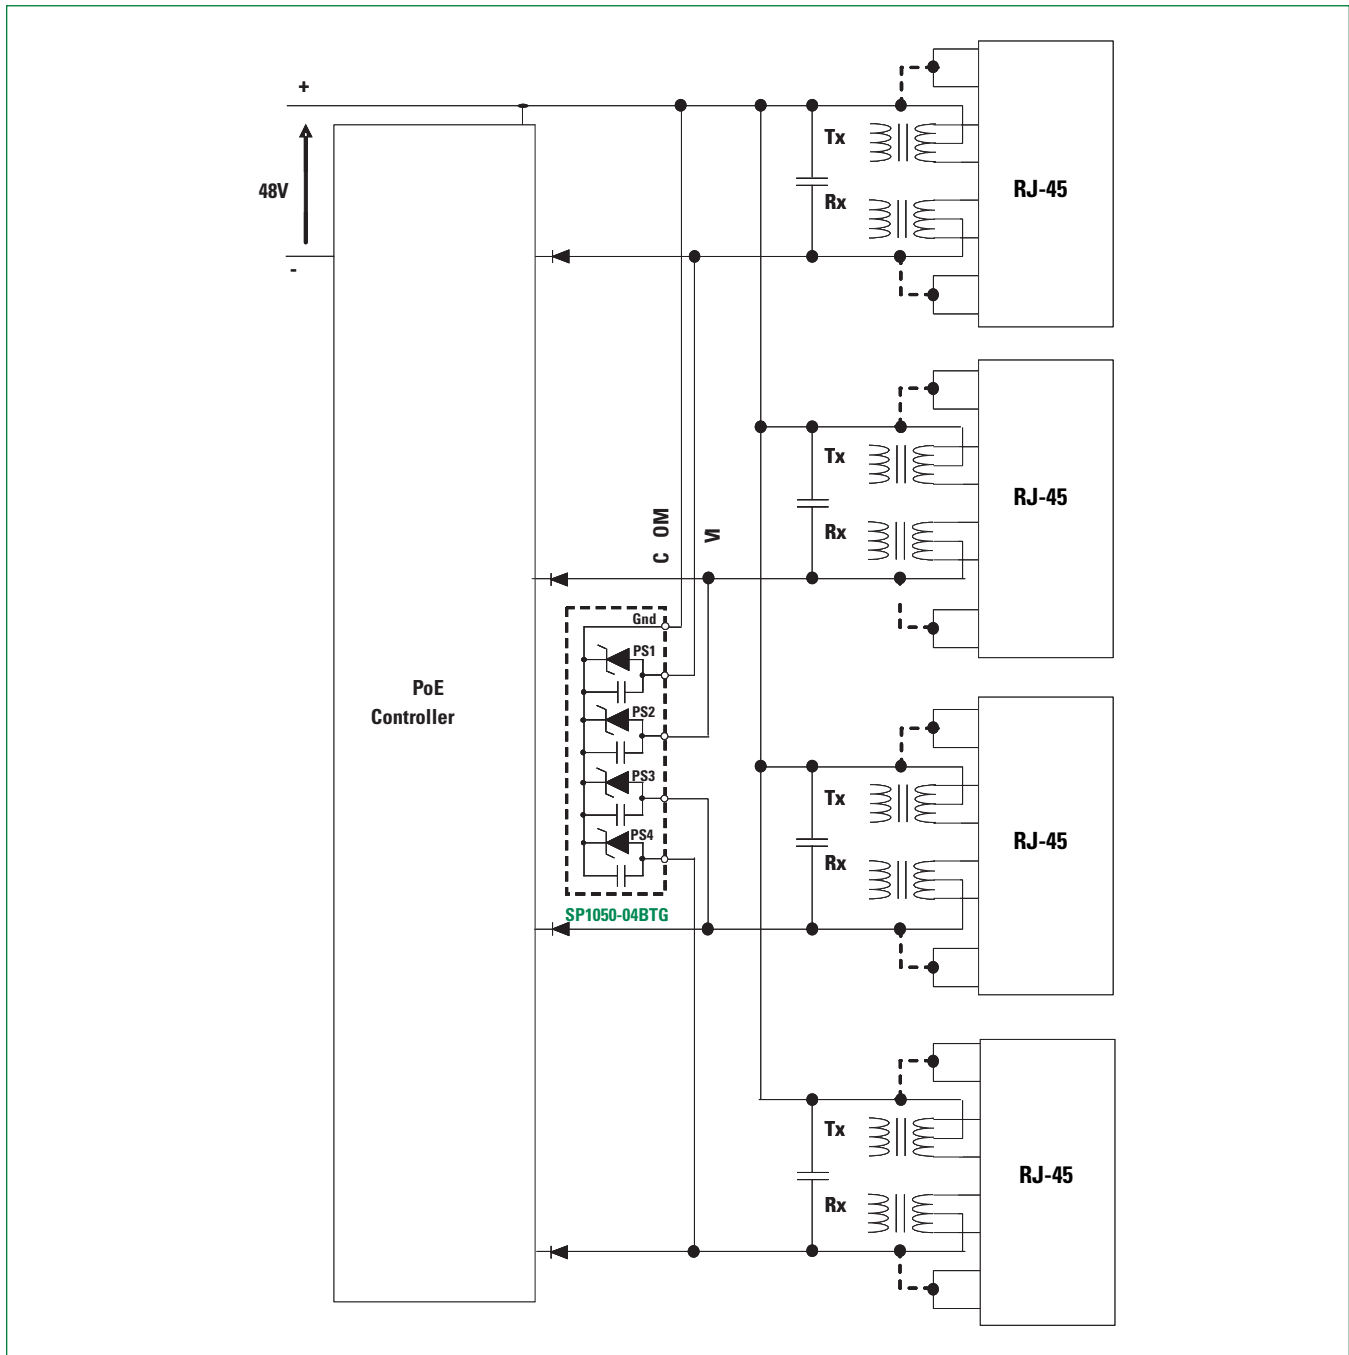 +
48V
-
PoE
Controller
C OM
VI
Gnd
PS1
PS2
PS3
PS4
SP1050-04BTG
Tx
Rx
RJ-45
Tx
Rx
RJ-45
Tx
Rx
RJ-45
Tx
Rx
RJ-45